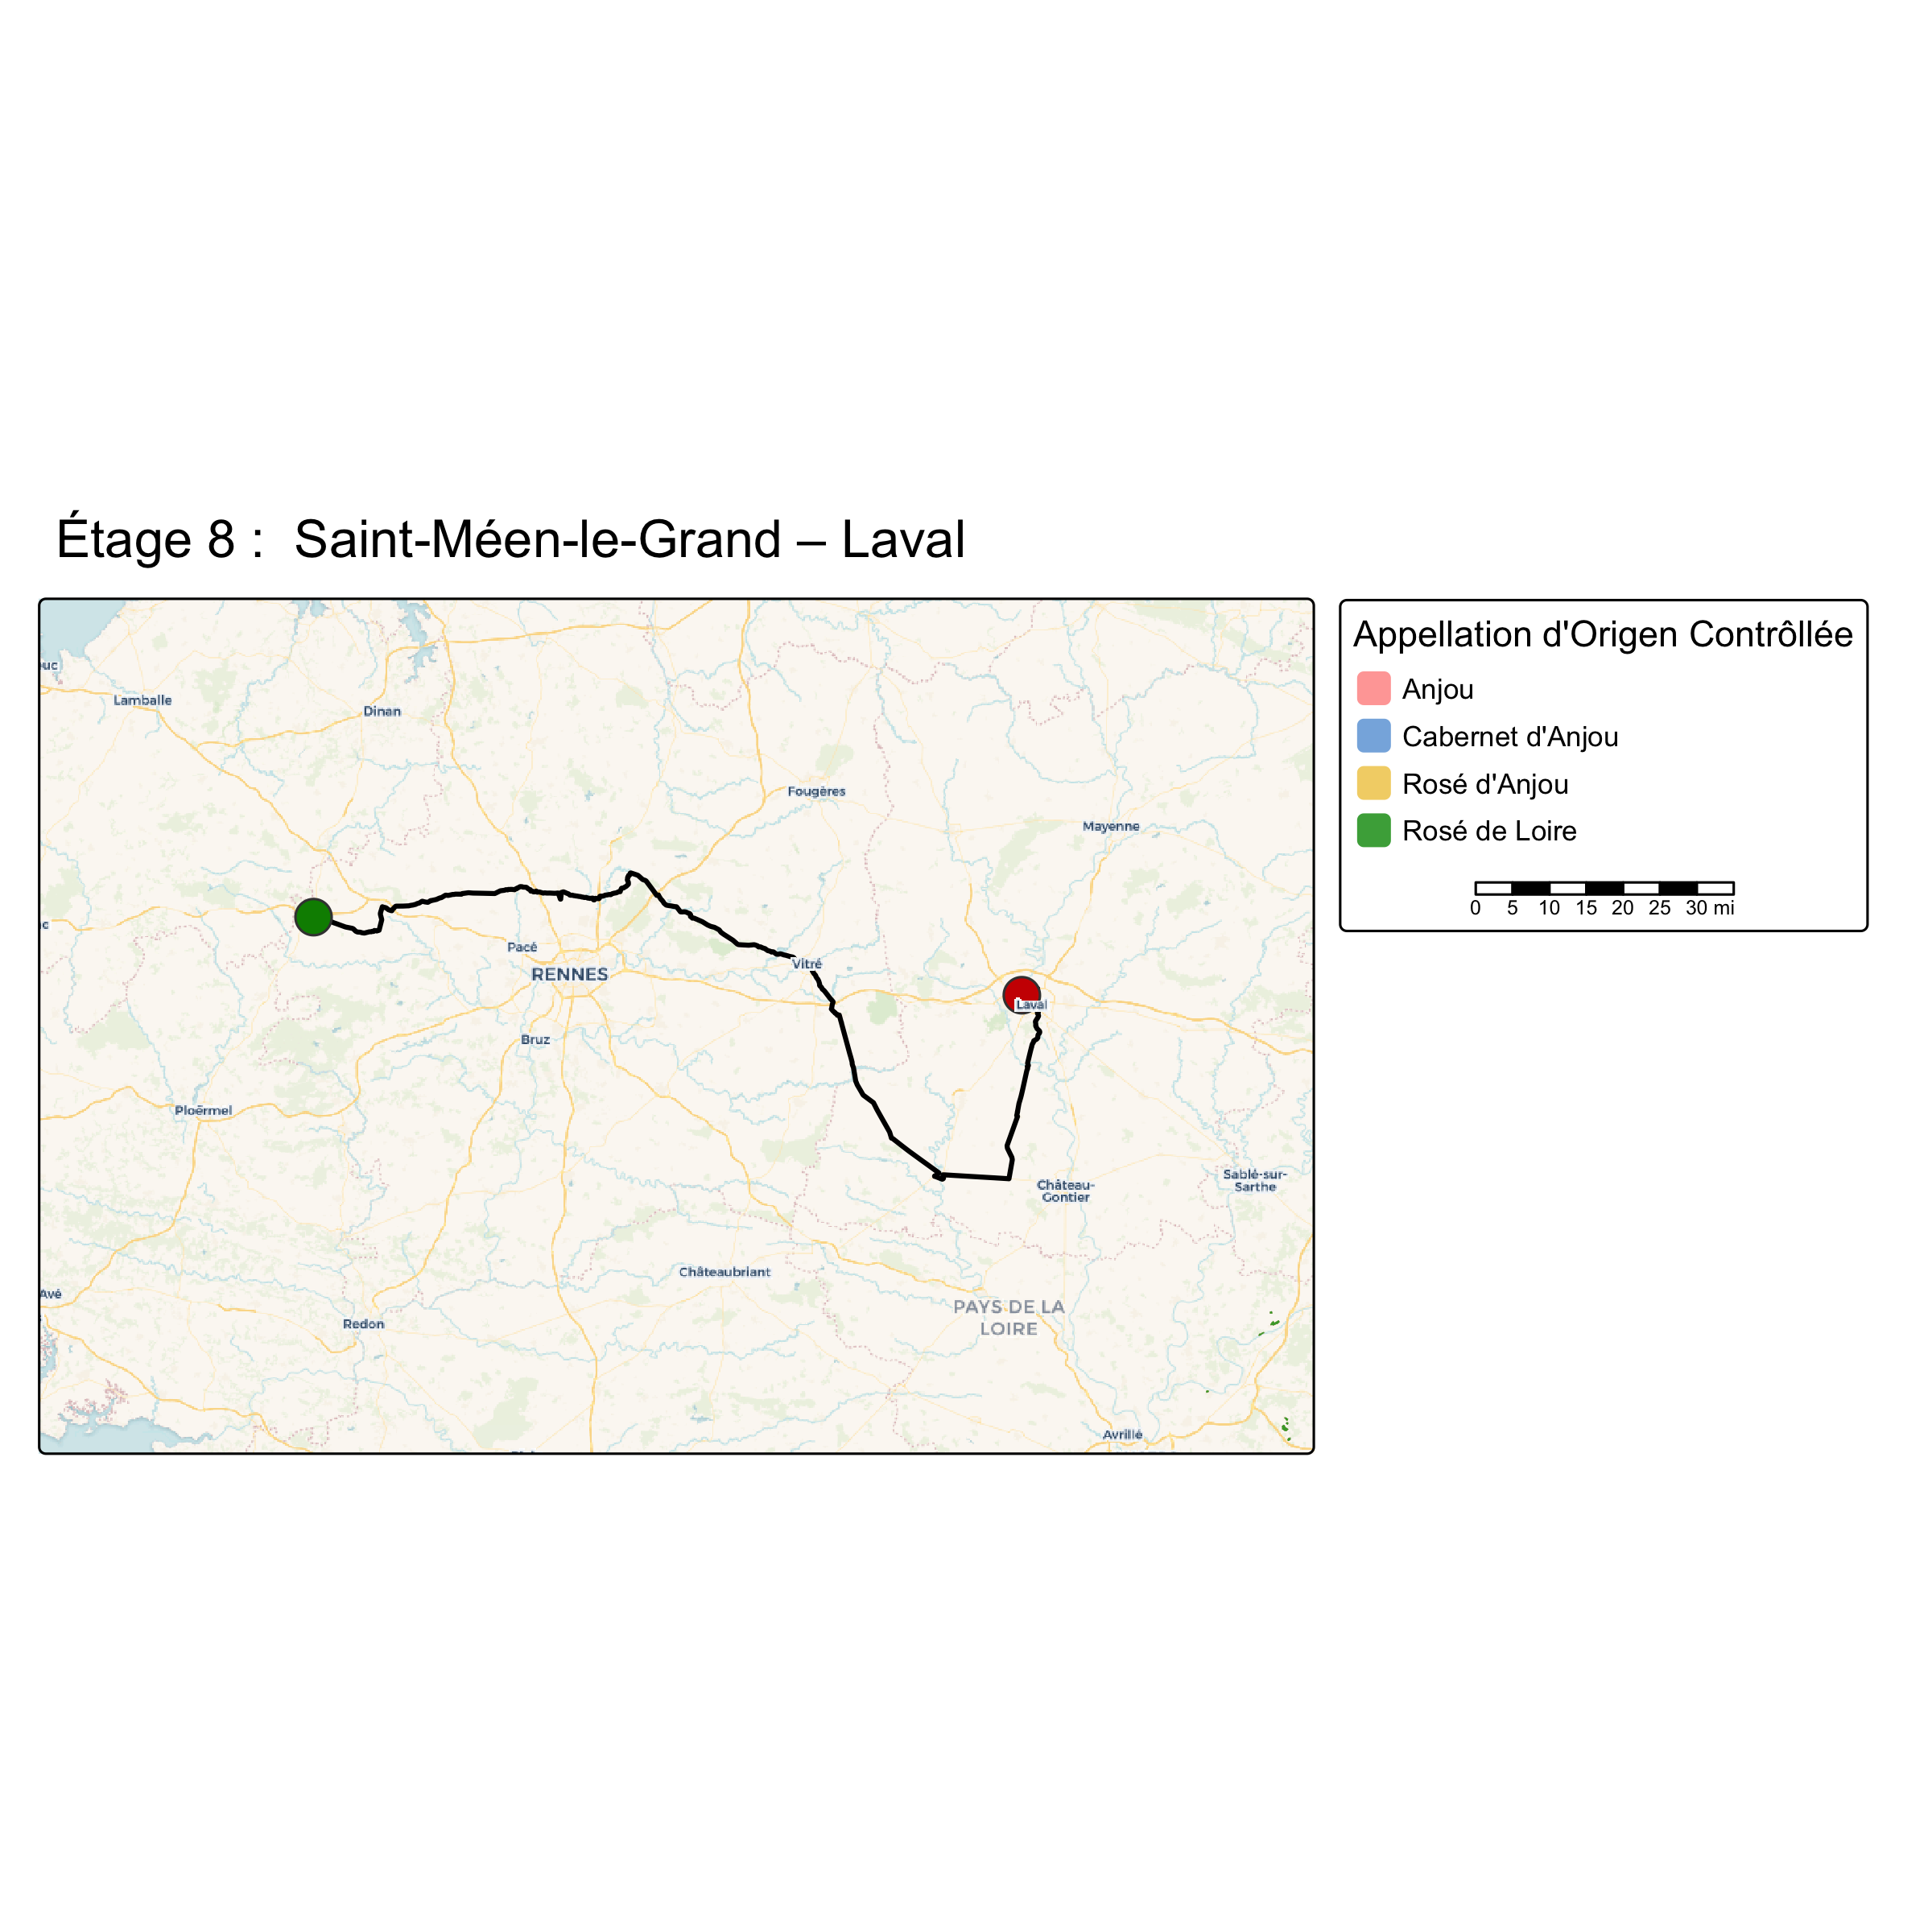 Étage 8 :  Saint-Méen-le-Grand – Laval
uc
Lamballe
Dinan
Fougères
Mayenne
c
Pacé
RENNES
Vitré
Laval
Bruz
Ploërmel
Château-
Gontier
Sablé-sur-
Sarthe
Châteaubriant
Avé
Redon
PAYS DE LA
LOIRE
Avrillé
Appellation d'Origen Contrôllée
Anjou
Cabernet d'Anjou
Rosé d'Anjou
Rosé de Loire
0 5 10 15 20 25 30 mi